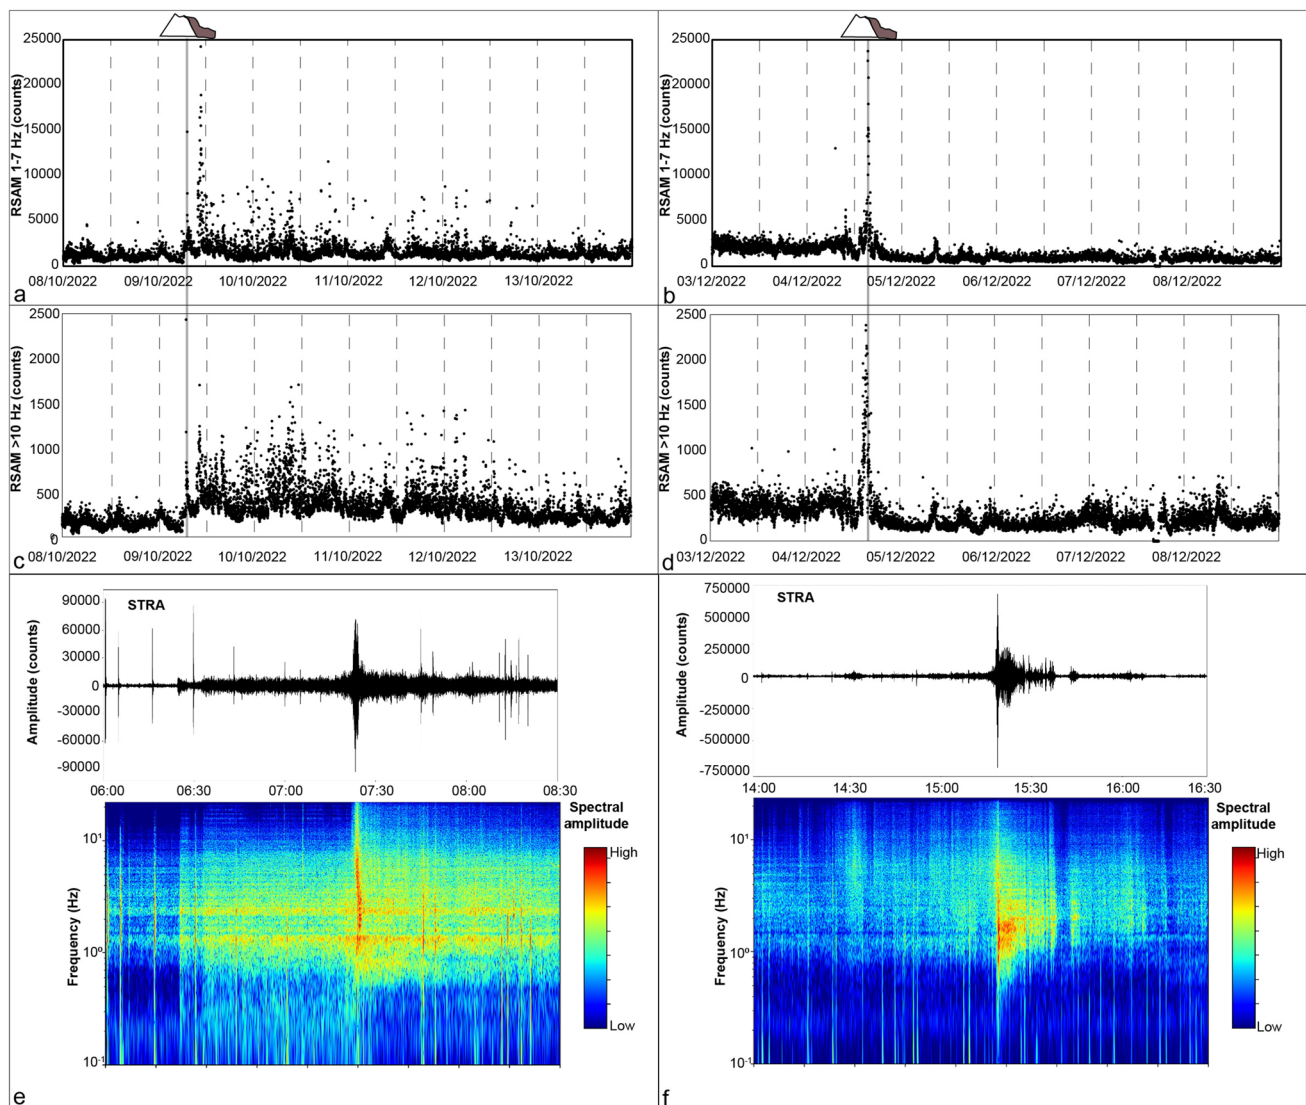 RSAM 1-7 Hz (counts)
25000
20000
15000
10000
5000
0
08/10/2022 09/10/2022 10/10/2022 11/10/2022 12/10/2022 13/10/2022
a
RSAM 1-7 Hz (counts)
25000
20000
15000
10000
5000
0
03/12/2022 04/12/2022 05/12/2022 06/12/2022 07/12/2022 08/12/2022
b
RSAM >10 Hz (counts)
2500
2000
1500
1000
500
0
0
08/10/2022 09/10/2022 10/10/2022 11/10/2022 12/10/2022 13/10/2022
c
RSAM >10 Hz (counts)
2500
2000
1500
1000
500
0
03/12/2022 04/12/2022 05/12/2022 06/12/2022 07/12/2022 08/12/2022
d
STRA
Amplitude (counts)
90000
60000
30000
0
-30000
-60000
-90000
06:00 06:30 07:00 07:30 08:00 08:30
Frequency (Hz)
10¹
10⁰
10⁻¹
Spectral
amplitude
High
Low
e
STRA
Amplitude (counts)
750000
500000
250000
0
-250000
-500000
-750000
14:00 14:30 15:00 15:30 16:00 16:30
Frequency (Hz)
10¹
10⁰
10⁻¹
Spectral
amplitude
High
Low
f